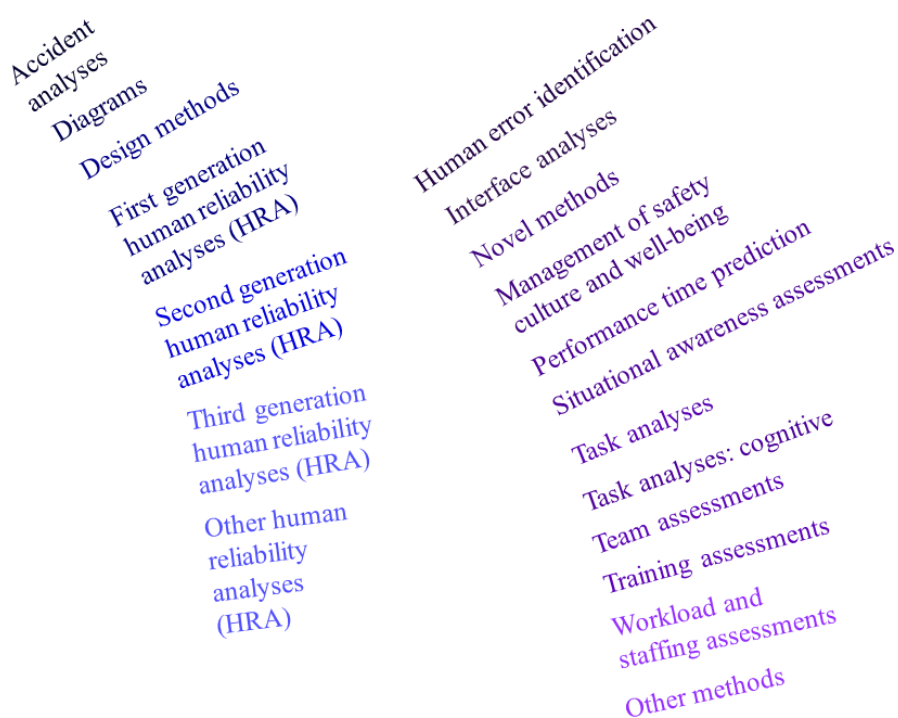 Accident
analyses
Diagrams
Design methods
First generation
human reliability
analyses (HRA)
Second generation
human reliability
analyses (HRA)
Third generation
human reliability
analyses (HRA)
Other human
reliability
analyses
(HRA)
Human error identification
Interface analyses
Novel methods
Management of safety
culture and well-being
Performance time prediction
Situational awareness assessments
Task analyses
Task analyses: cognitive
Team assessments
Training assessments
Workload and
staffing assessments
Other methods